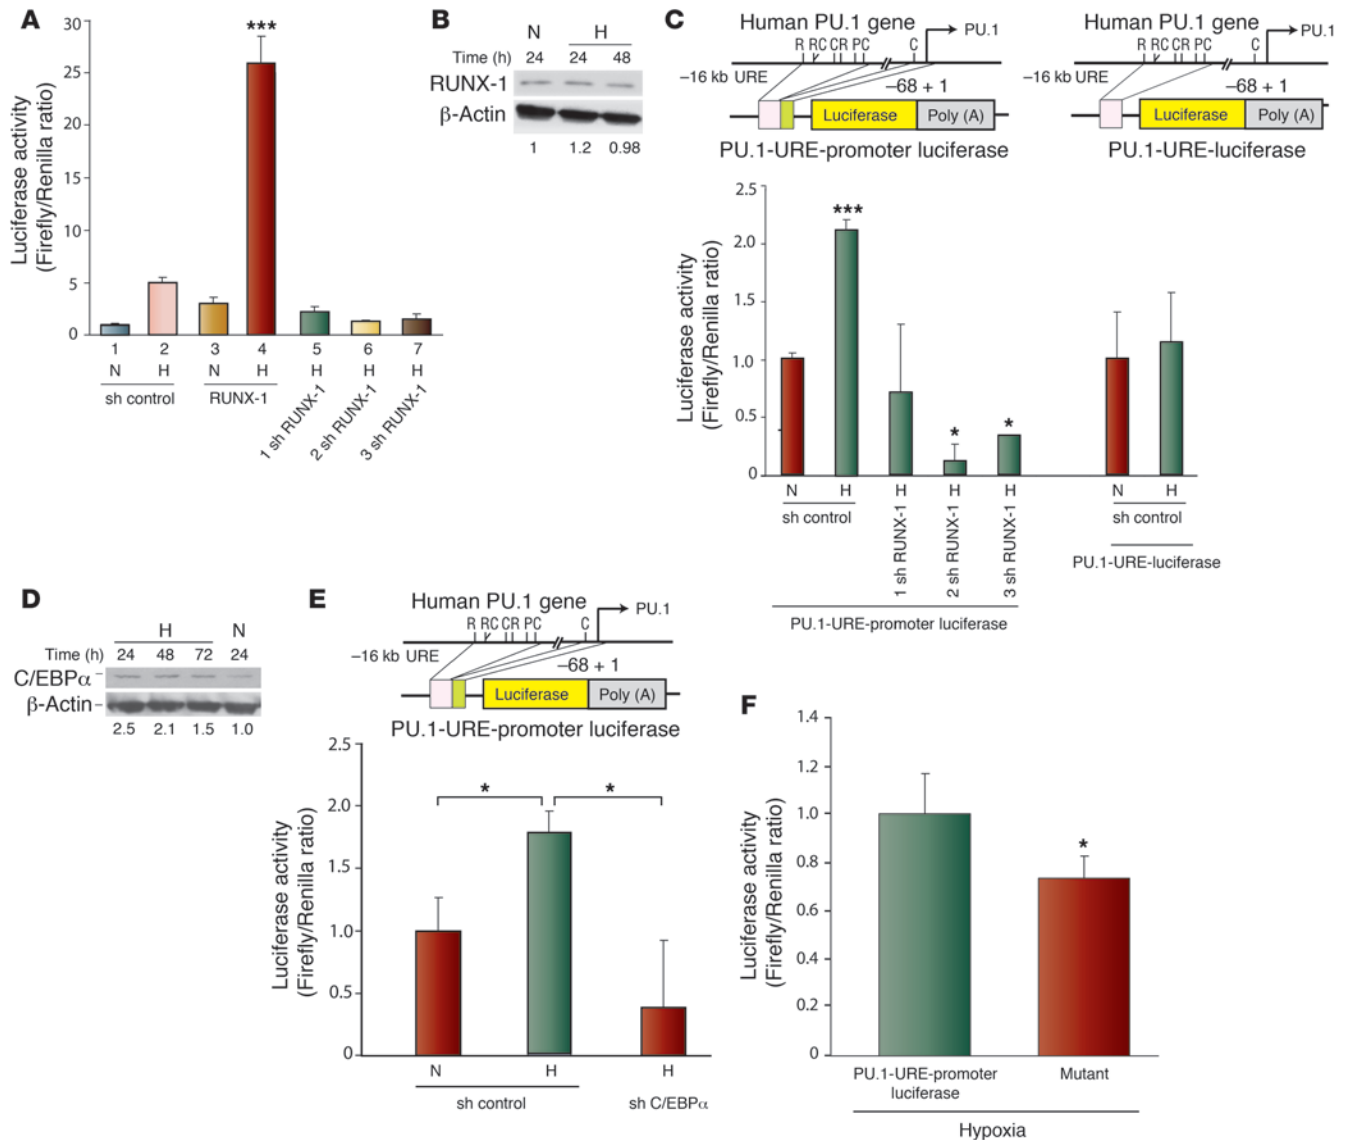 A
Luciferase activity
(Firefly/Renilla ratio)
30
25
20
15
10
5
0
***
1 2 3 4 5 6 7
N H N H H H H
sh control RUNX-1
1 sh RUNX-1
2 sh RUNX-1
3 sh RUNX-1
B
N H
Time (h) 24 24 48
RUNX-1
β-Actin
1 1.2 0.98
C
Human PU.1 gene
R RC CR PC C
PU.1
–16 kb URE
–68 + 1
Luciferase Poly (A)
PU.1-URE-promoter luciferase
Human PU.1 gene
R RC CR PC C
PU.1
–16 kb URE
–68 + 1
Luciferase Poly (A)
PU.1-URE-luciferase
Luciferase activity
(Firefly/Renilla ratio)
2.5
2.0
1.5
1.0
0.5
0
***
*
*
N H H H H N H
sh control
1 sh RUNX-1
2 sh RUNX-1
3 sh RUNX-1
sh control
PU.1-URE-promoter luciferase
PU.1-URE-luciferase
D
H N
Time (h) 24 48 72 24
C/EBPα
β-Actin
2.5 2.1 1.5 1.0
E
Human PU.1 gene
R RC CR PC C
PU.1
–16 kb URE
–68 + 1
Luciferase Poly (A)
PU.1-URE-promoter luciferase
Luciferase activity
(Firefly/Renilla ratio)
2.5
2.0
1.5
1.0
0.5
0
* *
N H H
sh control sh C/EBPα
F
Luciferase activity
(Firefly/Renilla ratio)
1.4
1.2
1.0
0.8
0.6
0.4
0.2
0
*
PU.1-URE-promoter
luciferase
Mutant
Hypoxia